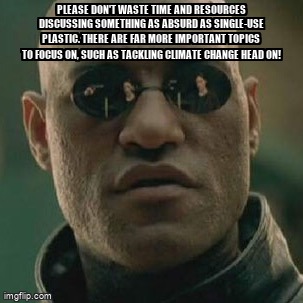 PLEASE DON'T WASTE TIME AND RESOURCES
DISCUSSING SOMETHING AS ABSURD AS SINGLE-USE
PLASTIC. THERE ARE FAR MORE IMPORTANT TOPICS
TO FOCUS ON, SUCH AS TACKLING CLIMATE CHANGE HEAD ON!
imgflip.com